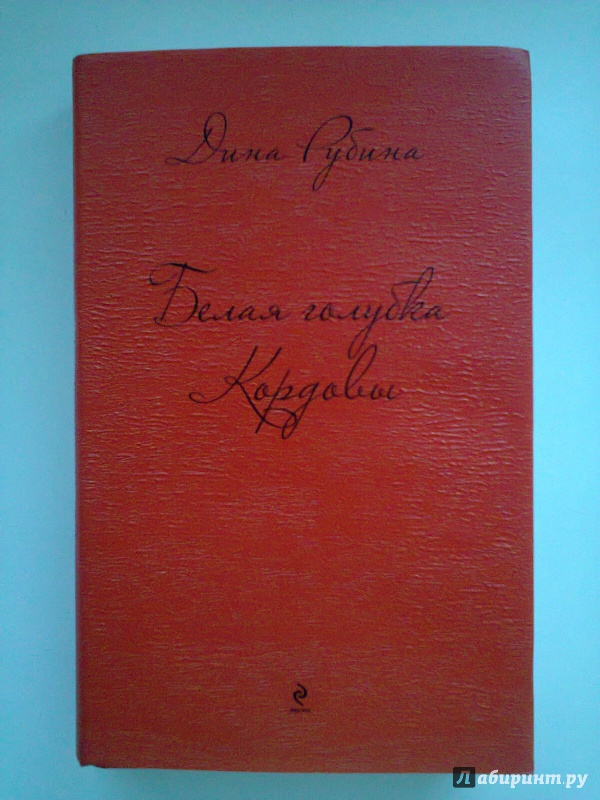 Дина Рубина
Белая голубка
Кордовы
Лабиринт.ру